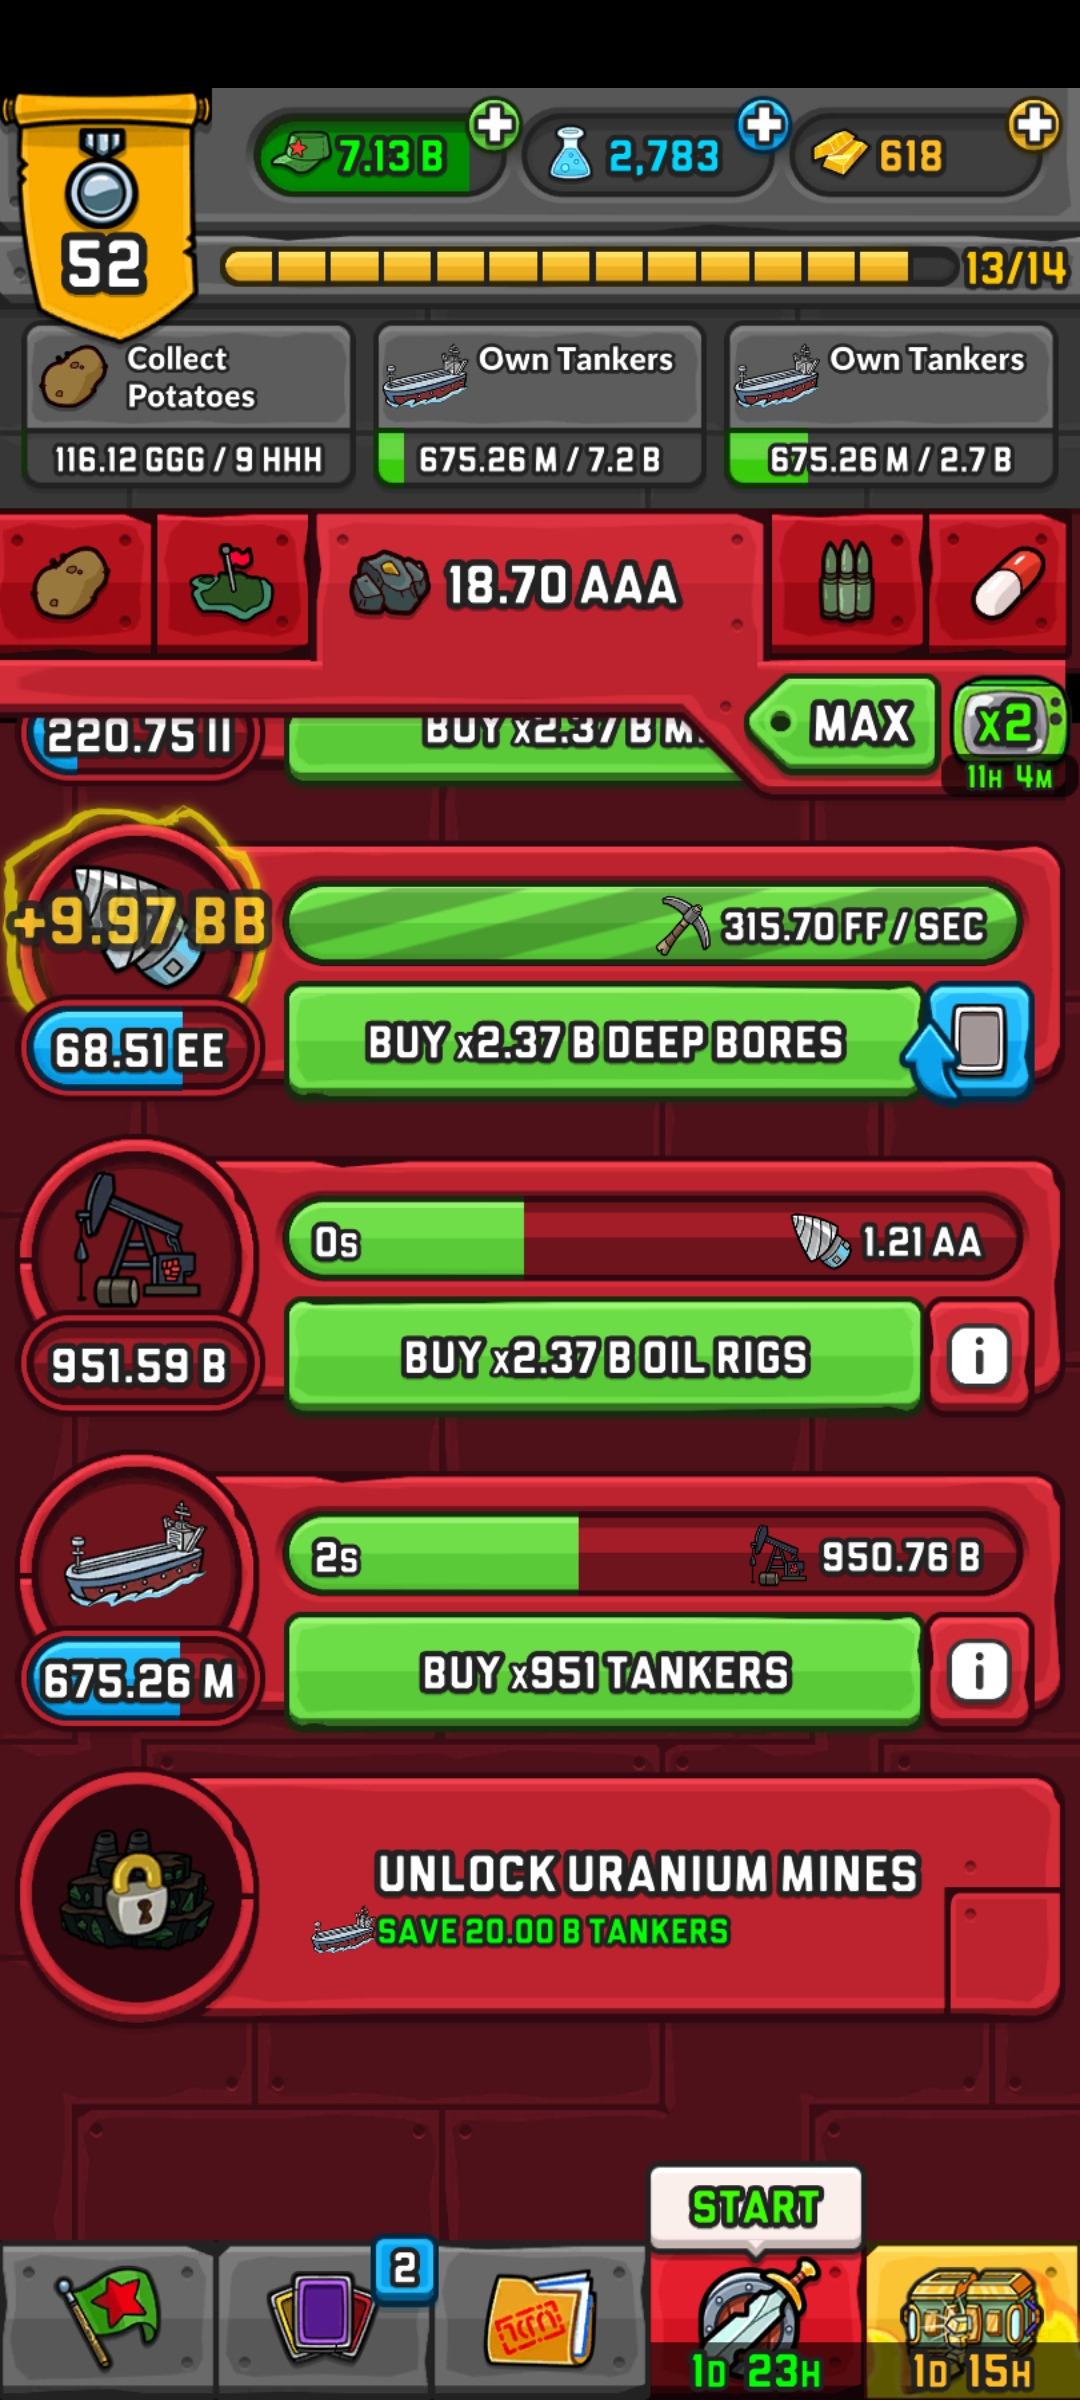 52
7.13 B
2,783
618
13/14
Collect
Potatoes
116.12 GGG / 9 HHH
Own Tankers
675.26 M / 7.2 B
Own Tankers
675.26 M / 2.7 B
18.70 AAA
MAX
x2
11H 4M
220.75 II
BUY x2.37 B M
+9.97 BB
315.70 FF / SEC
68.51 EE
BUY x2.37 B DEEP BORES
0s
1.21 AA
951.59 B
BUY x2.37 B OIL RIGS
i
2s
950.76 B
675.26 M
BUY x951 TANKERS
i
UNLOCK URANIUM MINES
SAVE 20.00 B TANKERS
START
2
1D 23H
1D 15H